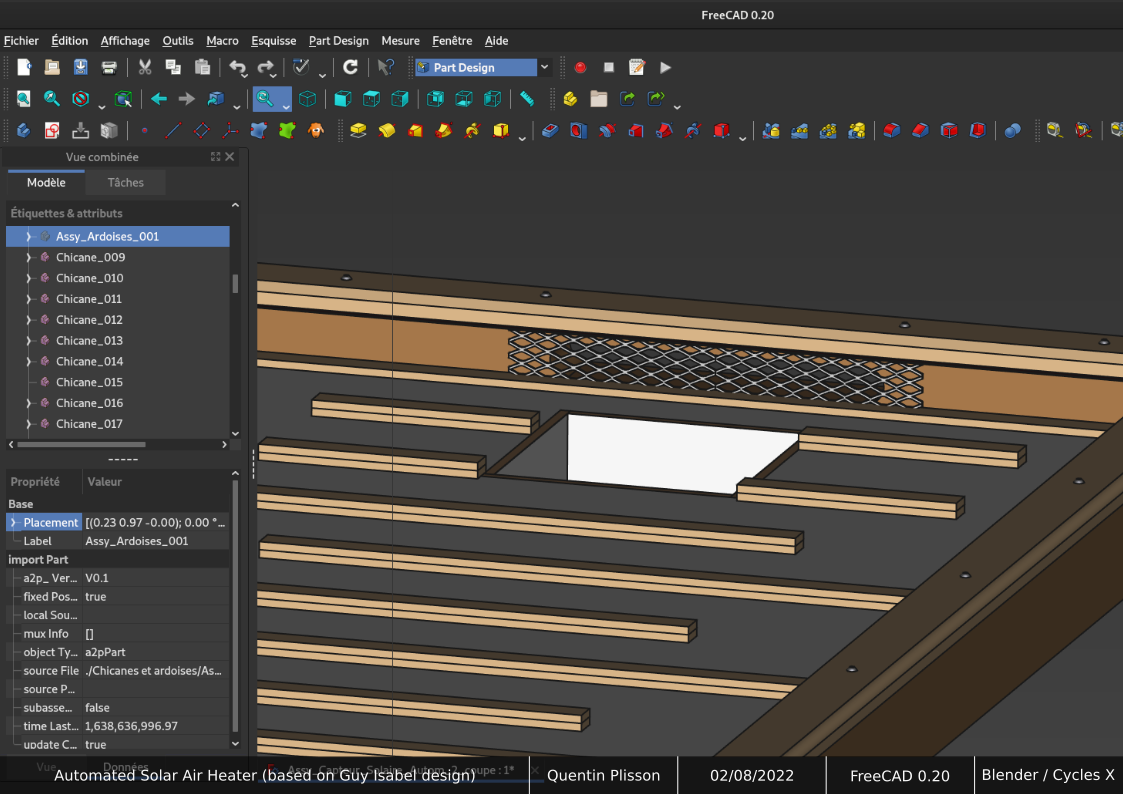 FreeCAD 0.20
Fichier Édition Affichage Outils Macro Esquisse Part Design Mesure Fenêtre Aide
Part Design
Vue combinée
Modèle Tâches
Étiquettes & attributs
Assy_Ardoises_001
Chicane_009
Chicane_010
Chicane_011
Chicane_012
Chicane_013
Chicane_014
Chicane_015
Chicane_016
Chicane_017
Propriété Valeur
Base
Placement [(0.23 0.97 -0.00); 0.00 °...
Label Assy_Ardoises_001
import Part
a2p_ Ver... V0.1
fixed Pos... true
local Sou...
mux Info []
object Ty... a2pPart
source File ./Chicanes et ardoises/As...
source P...
subasse... false
time Last... 1,638,636,996.97
update C... true
Vue Données
Assy_Capteur_Solaire_Autom_2_coupe : 1*
Automated Solar Air Heater (based on Guy Isabel design) Quentin Plisson 02/08/2022 FreeCAD 0.20 Blender / Cycles X